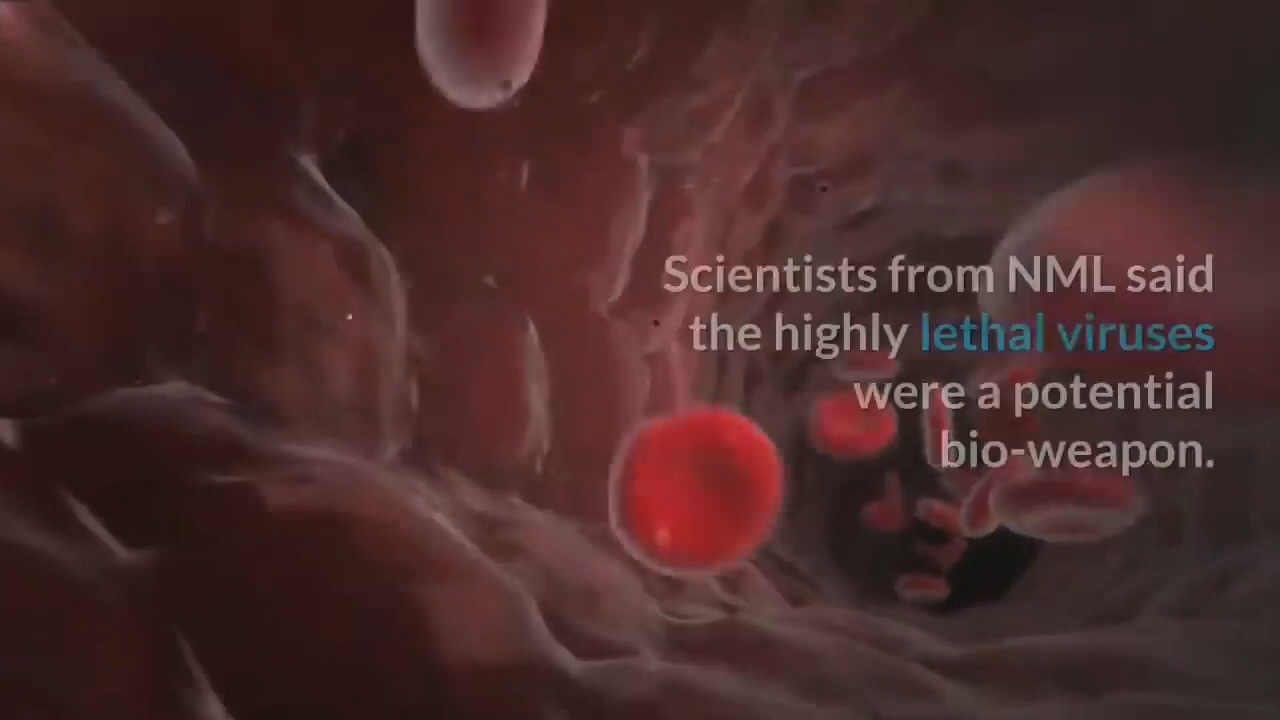 Scientists from NML said
the highly lethal viruses
were a potential
bio-weapon.